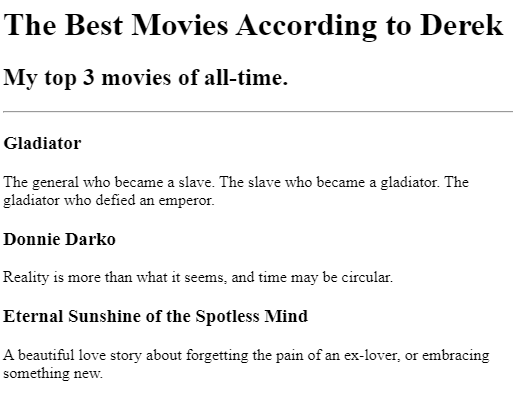 The Best Movies According to Derek
My top 3 movies of all-time.
Gladiator
The general who became a slave. The slave who became a gladiator. The
gladiator who defied an emperor.
Donnie Darko
Reality is more than what it seems, and time may be circular.
Eternal Sunshine of the Spotless Mind
A beautiful love story about forgetting the pain of an ex-lover, or embracing
something new.